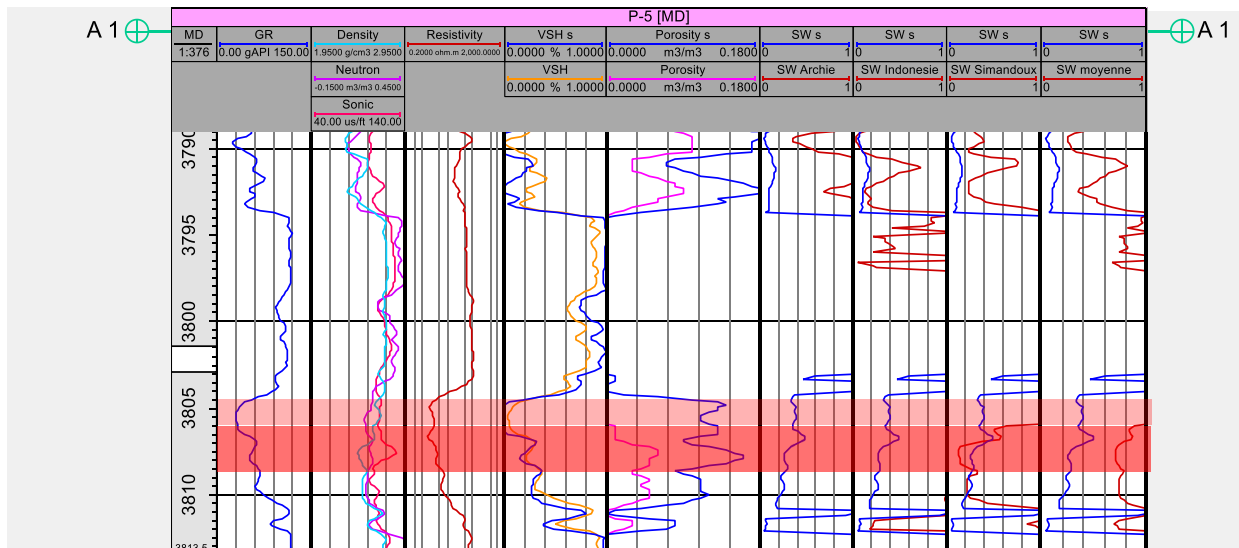 P-5 [MD]
A 1
A 1
MD GR Density Resistivity VSH s Porosity s SW s SW s SW s SW s
1:376 0.00 gAPI 150.00 1.9500 g/cm3 2.9500 0.2000 ohm.m 2,000.0000 0.0000 % 1.0000 0.0000 m3/m3 0.1800 0 1 0 1 0 1 0 1
Neutron VSH Porosity SW Archie SW Indonesie SW Simandoux SW moyenne
-0.1500 m3/m3 0.4500 0.0000 % 1.0000 0.0000 m3/m3 0.1800 0 1 0 1 0 1 0 1
Sonic
40.00 us/ft 140.00
3790
3795
3800
3805
3810
3813.5